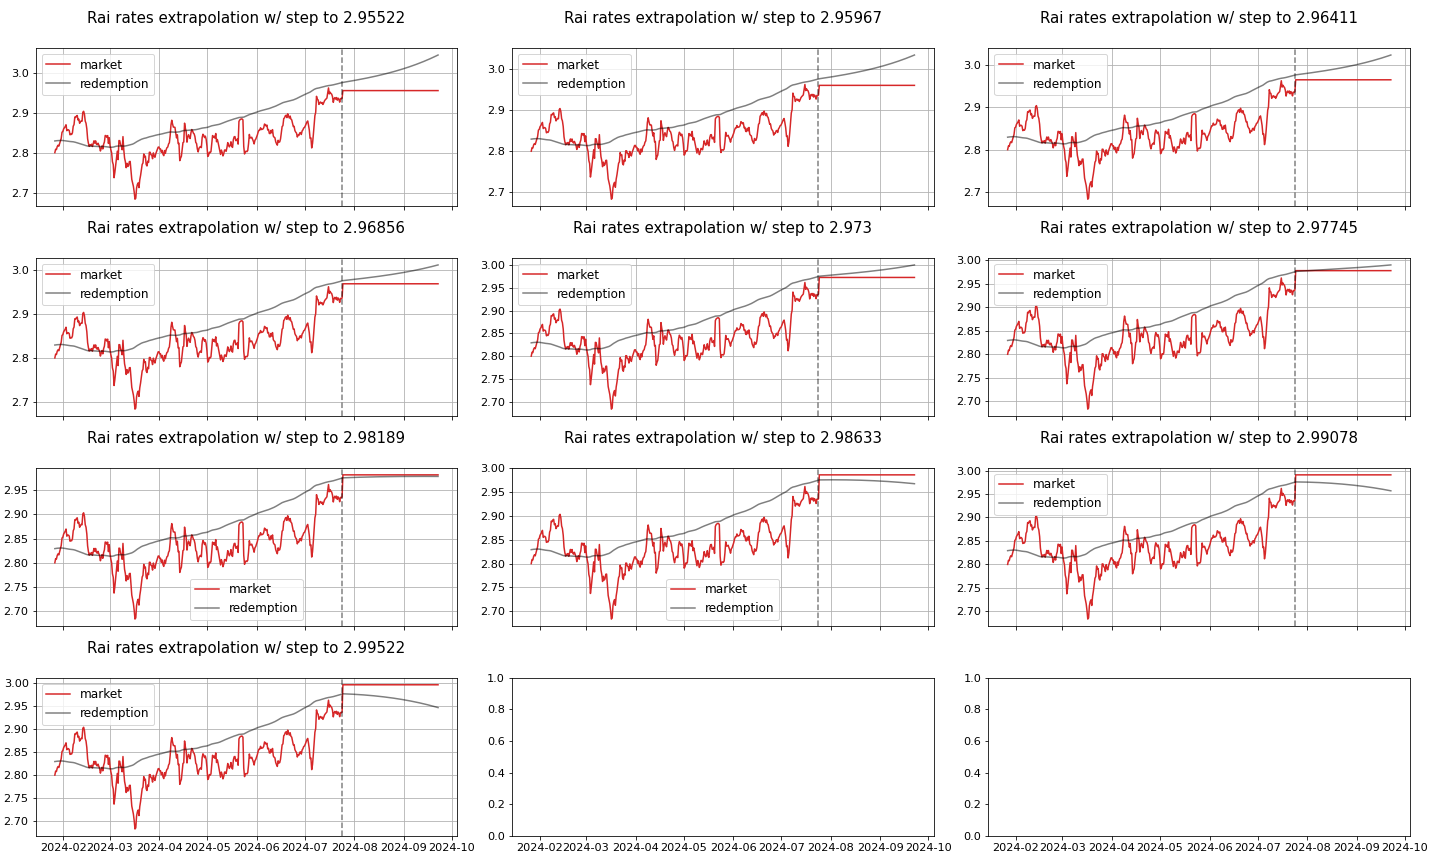 Rai rates extrapolation w/ step to 2.95522
Rai rates extrapolation w/ step to 2.95967
Rai rates extrapolation w/ step to 2.96411
3.0
2.9
2.8
2.7
market
redemption
3.0
2.9
2.8
2.7
market
redemption
3.0
2.9
2.8
2.7
market
redemption
Rai rates extrapolation w/ step to 2.96856
Rai rates extrapolation w/ step to 2.973
Rai rates extrapolation w/ step to 2.97745
3.0
2.9
2.8
2.7
market
redemption
3.00
2.95
2.90
2.85
2.80
2.75
2.70
market
redemption
3.00
2.95
2.90
2.85
2.80
2.75
2.70
market
redemption
Rai rates extrapolation w/ step to 2.98189
Rai rates extrapolation w/ step to 2.98633
Rai rates extrapolation w/ step to 2.99078
2.95
2.90
2.85
2.80
2.75
2.70
market
redemption
3.00
2.95
2.90
2.85
2.80
2.75
2.70
market
redemption
3.00
2.95
2.90
2.85
2.80
2.75
2.70
market
redemption
Rai rates extrapolation w/ step to 2.99522
3.00
2.95
2.90
2.85
2.80
2.75
2.70
market
redemption
2024-02 2024-03 2024-04 2024-05 2024-06 2024-07 2024-08 2024-09 2024-10
1.0
0.8
0.6
0.4
0.2
0.0
2024-02 2024-03 2024-04 2024-05 2024-06 2024-07 2024-08 2024-09 2024-10
1.0
0.8
0.6
0.4
0.2
0.0
2024-02 2024-03 2024-04 2024-05 2024-06 2024-07 2024-08 2024-09 2024-10